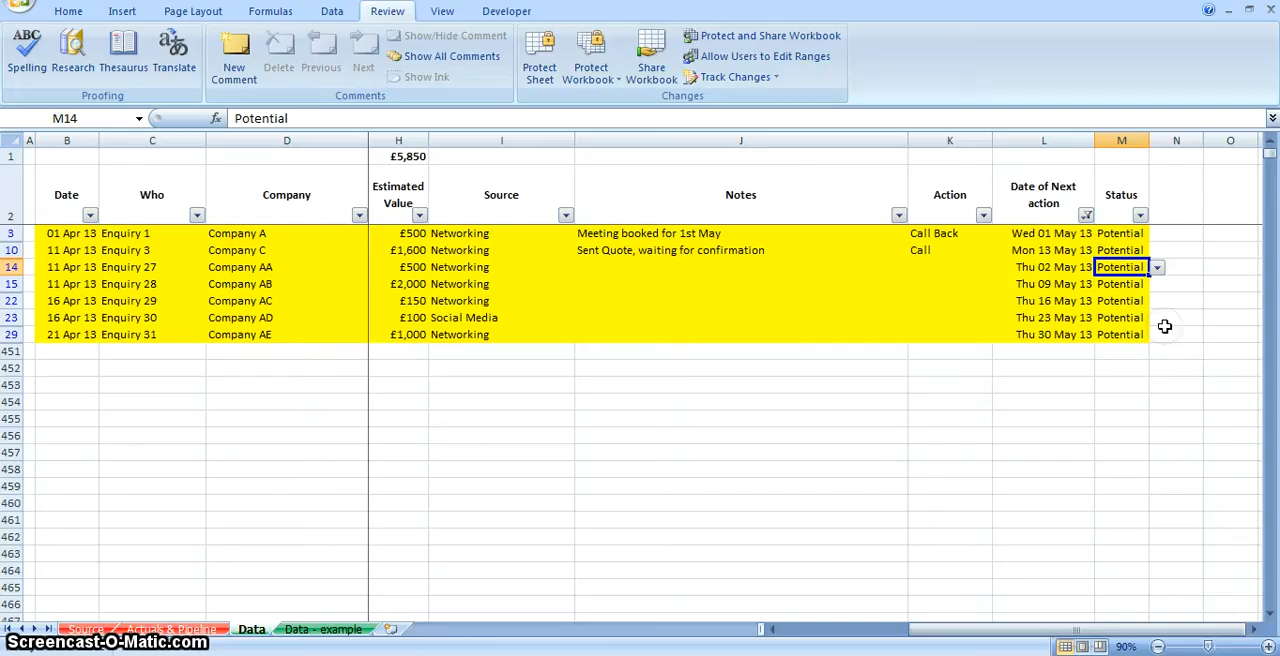 Home Insert Page Layout Formulas Data Review View Developer
ABC
Spelling Research Thesaurus Translate
Proofing
New Comment Delete Previous Next
Show/Hide Comment
Show All Comments
Show Ink
Comments
Protect Sheet Protect Workbook Share Workbook
Protect and Share Workbook
Allow Users to Edit Ranges
Track Changes
Changes
M14 fx Potential
A B C D H I J K L M N O
1 £5,850
2 Date Who Company Estimated Value Source Notes Action Date of Next action Status
3 01 Apr 13 Enquiry 1 Company A £500 Networking Meeting booked for 1st May Call Back Wed 01 May 13 Potential
10 11 Apr 13 Enquiry 3 Company C £1,600 Networking Sent Quote, waiting for confirmation Call Mon 13 May 13 Potential
14 11 Apr 13 Enquiry 27 Company AA £500 Networking Thu 02 May 13 Potential
15 11 Apr 13 Enquiry 28 Company AB £2,000 Networking Thu 09 May 13 Potential
22 16 Apr 13 Enquiry 29 Company AC £150 Networking Thu 16 May 13 Potential
23 16 Apr 13 Enquiry 30 Company AD £100 Social Media Thu 23 May 13 Potential
29 21 Apr 13 Enquiry 31 Company AE £1,000 Networking Thu 30 May 13 Potential
451
452
453
454
455
456
457
458
459
460
461
462
463
464
465
466
Source Actuals & Pipeline Data Data - example
Screencast-O-Matic.com
90%